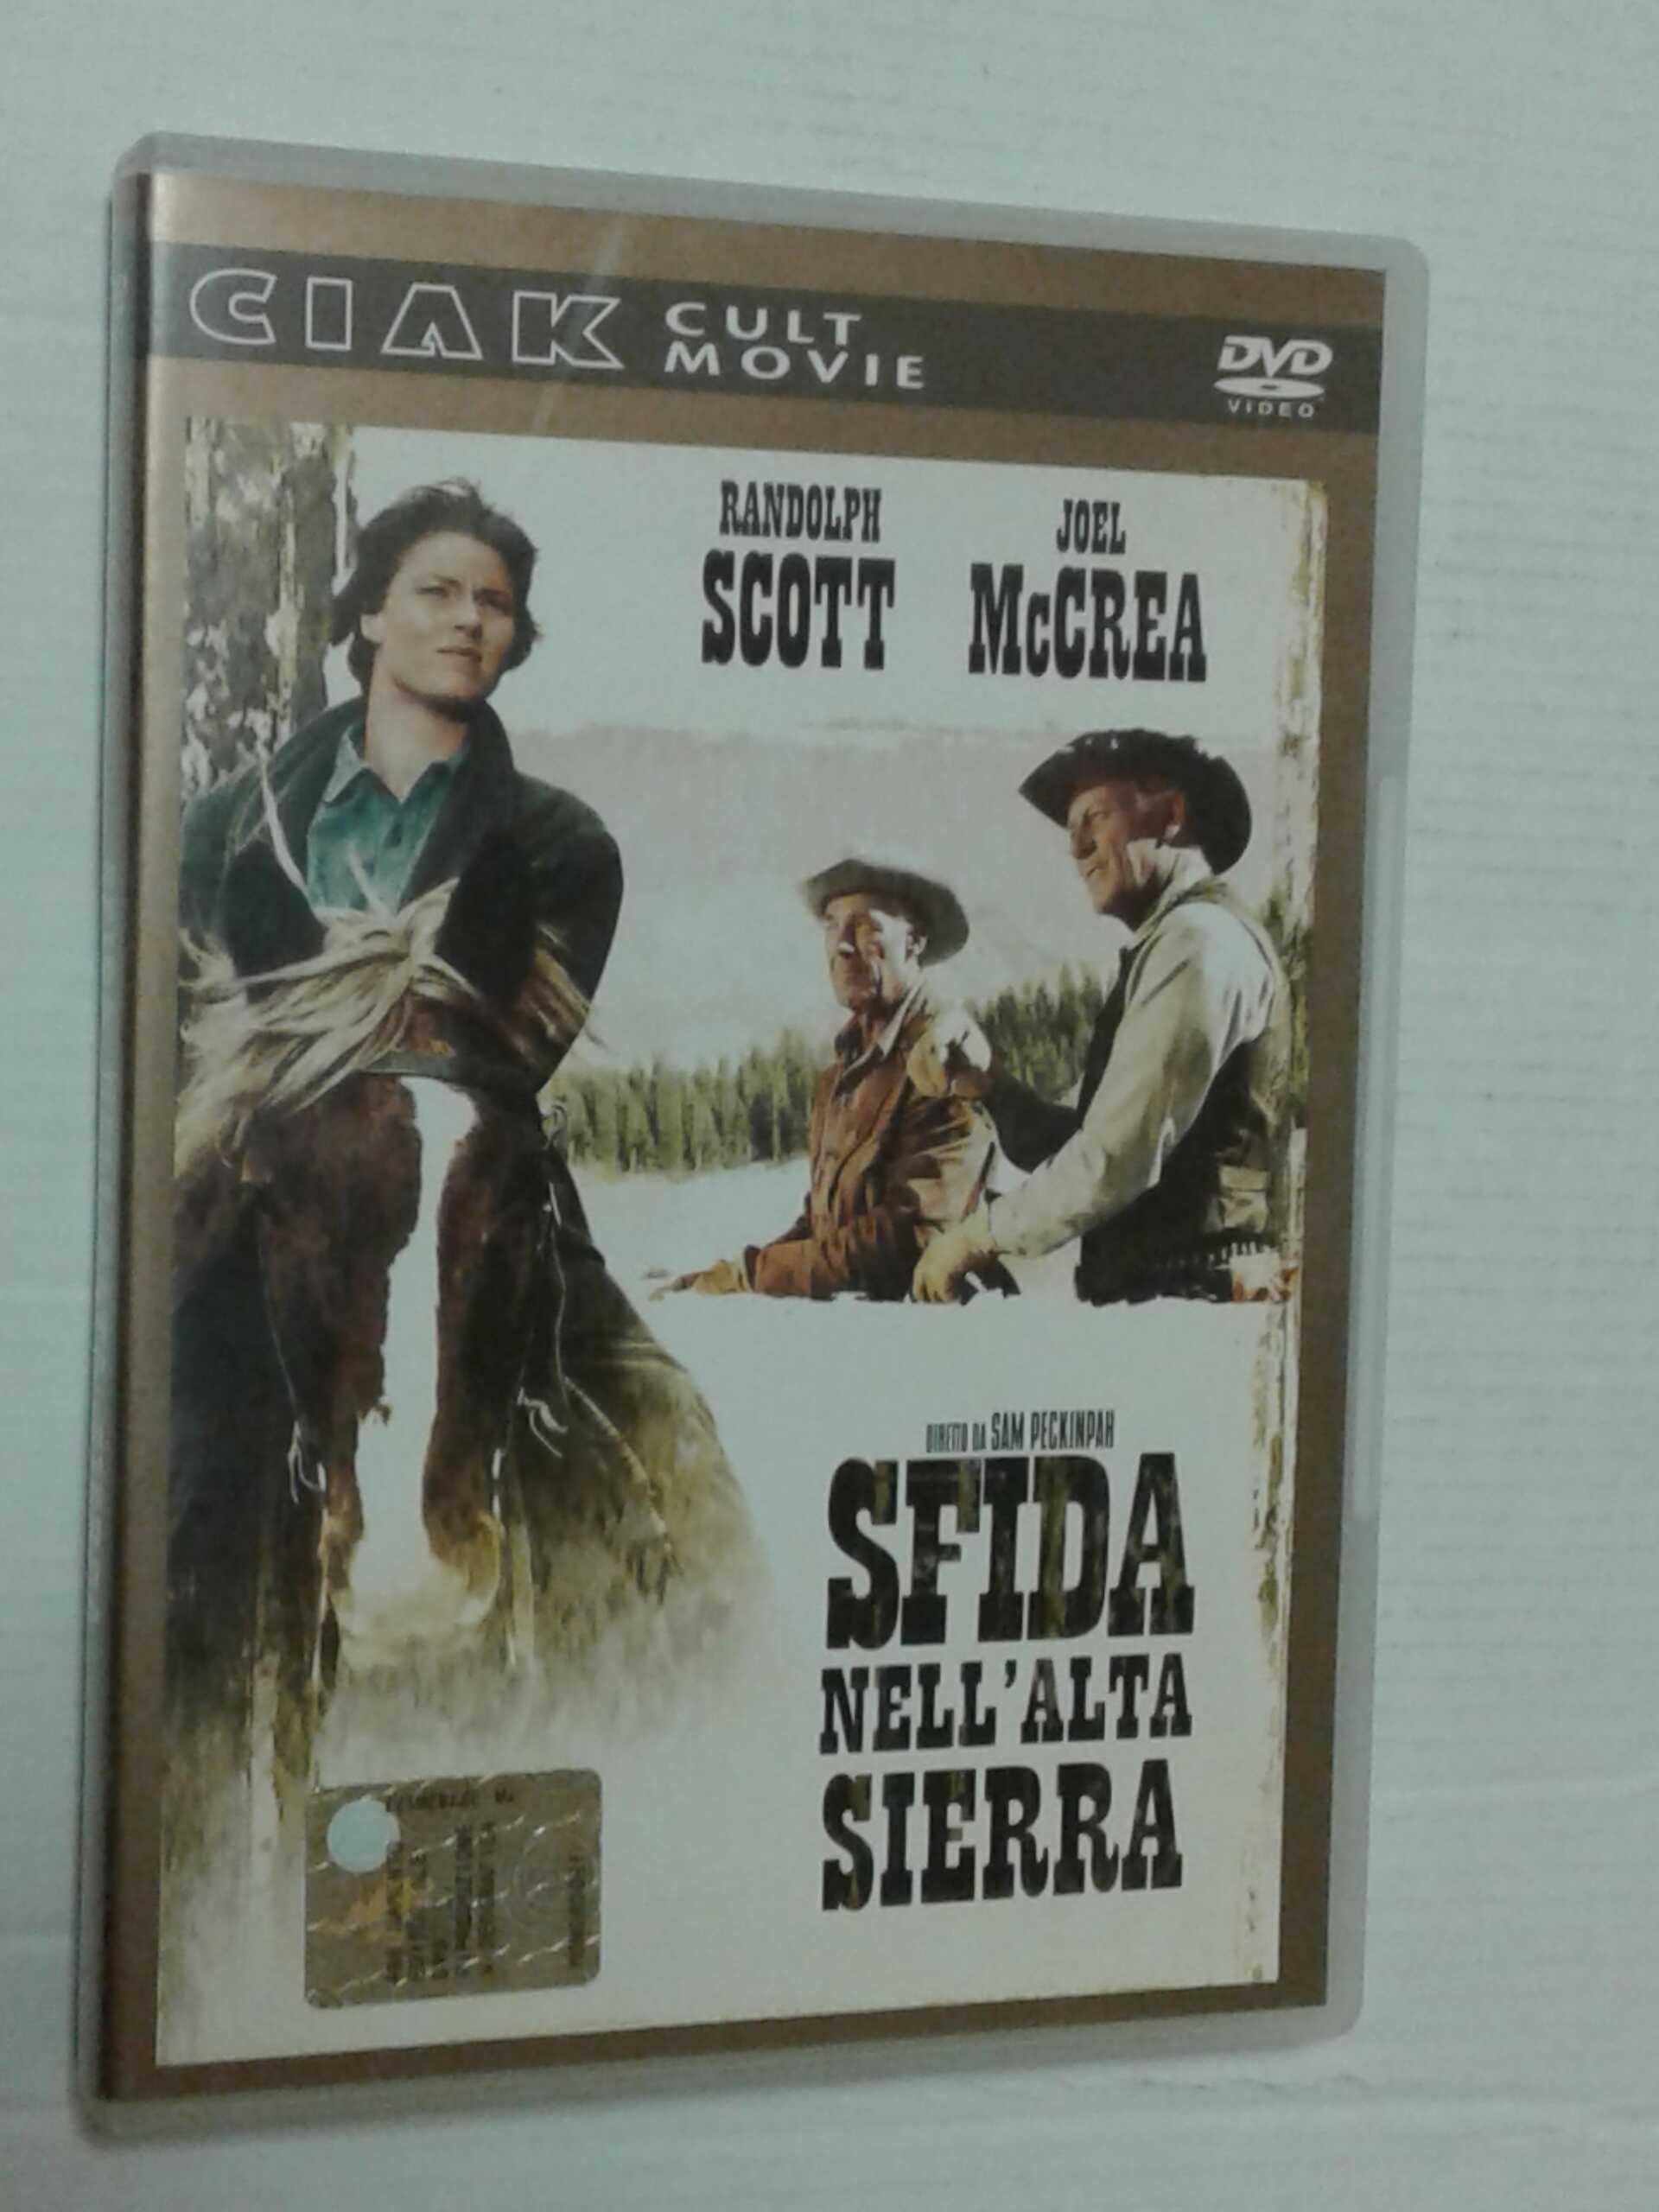 CIAK CULT
MOVIE
DVD
VIDEO
RANDOLPH
SCOTT
JOEL
McCREA
DIRETTO DA SAM PECKINPAH
SFIDA
NELL'ALTA
SIERRA